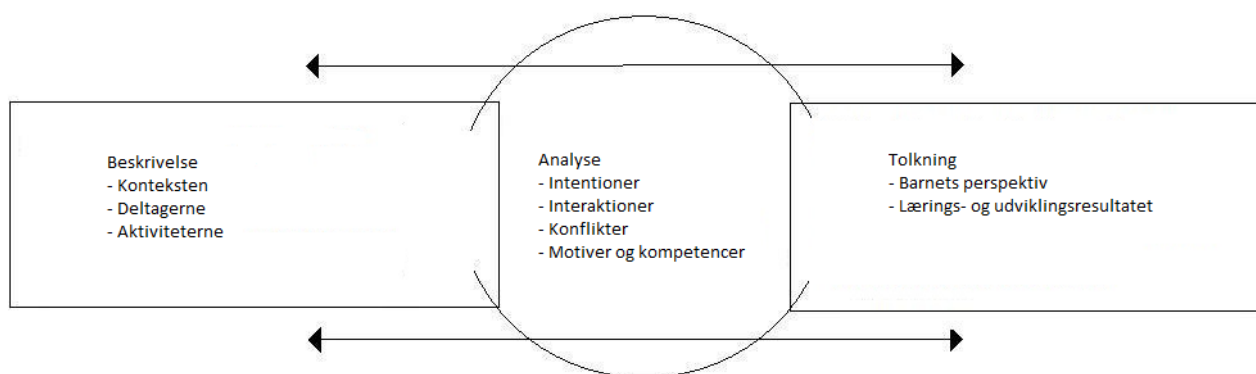 Beskrivelse
- Konteksten
- Deltagerne
- Aktiviteterne
Analyse
- Intentioner
- Interaktioner
- Konflikter
- Motiver og kompetencer
Tolkning
- Barnets perspektiv
- Lærings- og udviklingsresultatet